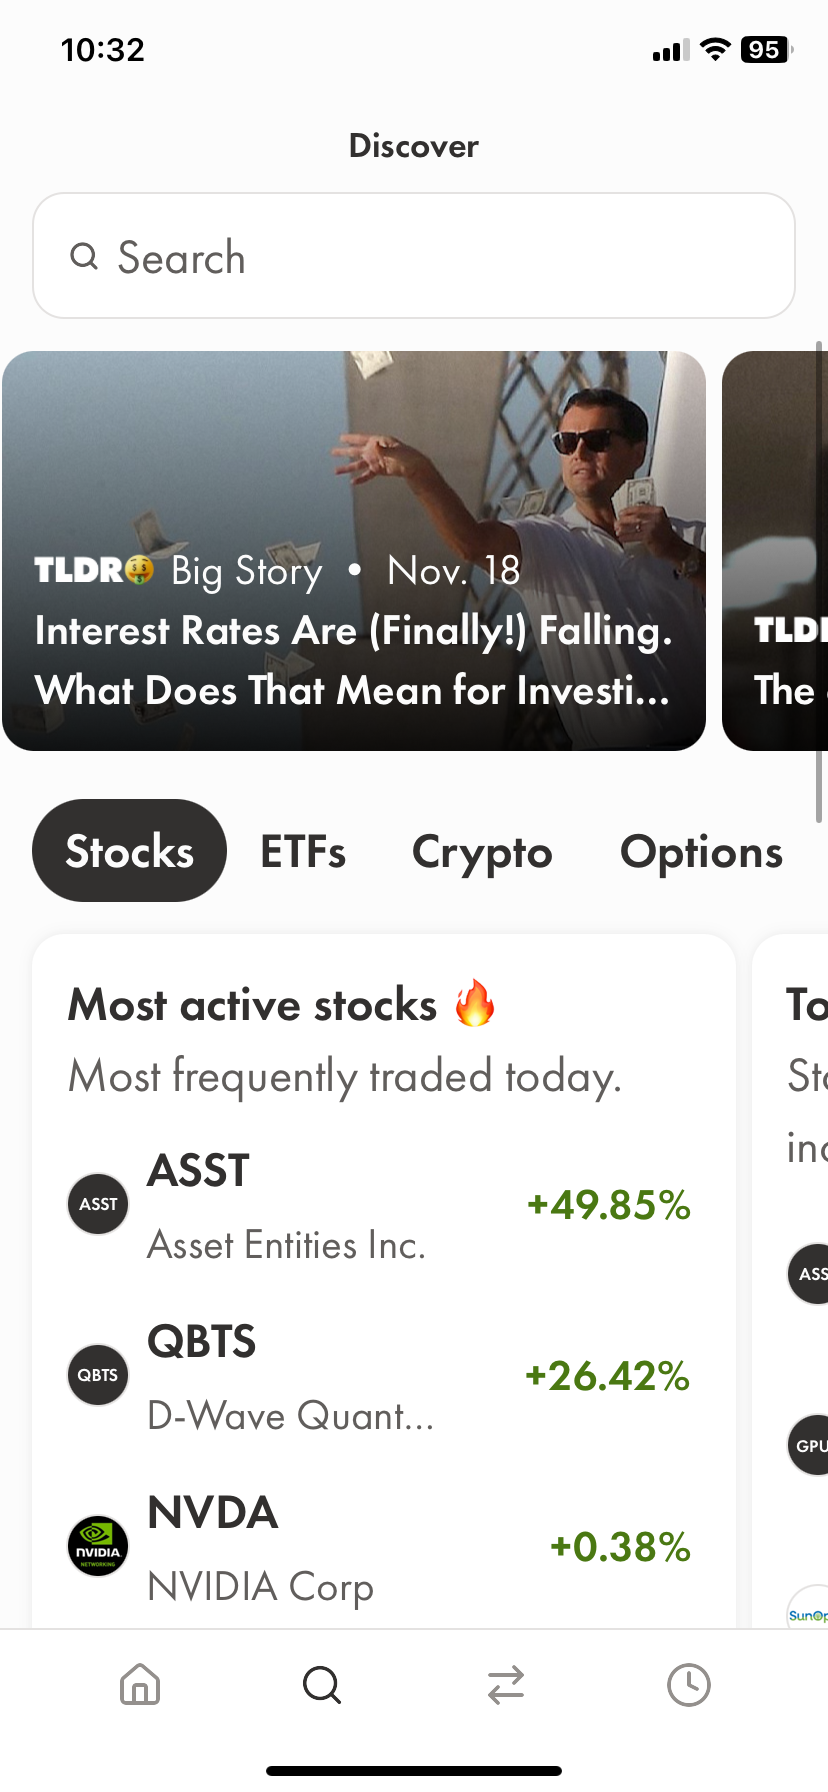 10:32
95
Discover
Search
TLDR🤑 Big Story • Nov. 18
Interest Rates Are (Finally!) Falling.
What Does That Mean for Investi...
TLD
The
Stocks
ETFs
Crypto
Options
Most active stocks 🔥
Most frequently traded today.
ASST
ASST
Asset Entities Inc.
+49.85%
QBTS
QBTS
D-Wave Quant...
+26.42%
NVIDIA
NETWORKING
NVDA
NVIDIA Corp
+0.38%
To
Sto
inc
ASS
GPU
SunOp